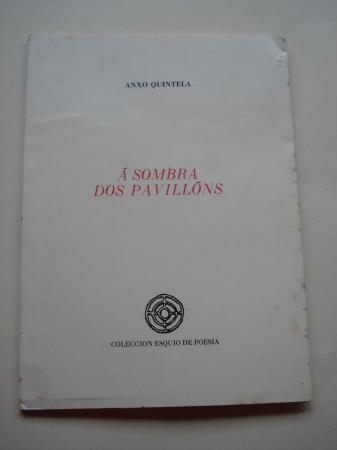 ANXO QUINTELA
Á SOMBRA
DOS PAVILLÓNS
COLECCION ESQUIO DE POESIA